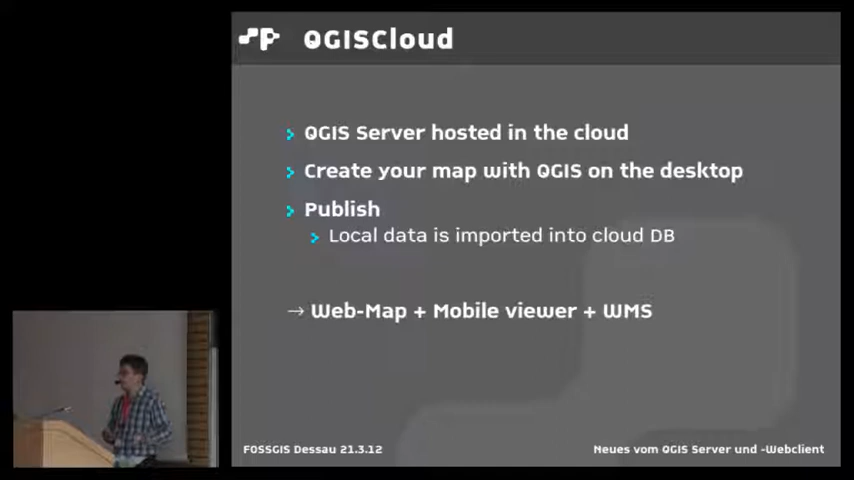 QGISCloud
QGIS Server hosted in the cloud
Create your map with QGIS on the desktop
Publish
Local data is imported into cloud DB
→ Web-Map + Mobile viewer + WMS
FOSSGIS Dessau 21.3.12
Neues vom QGIS Server und -Webclient